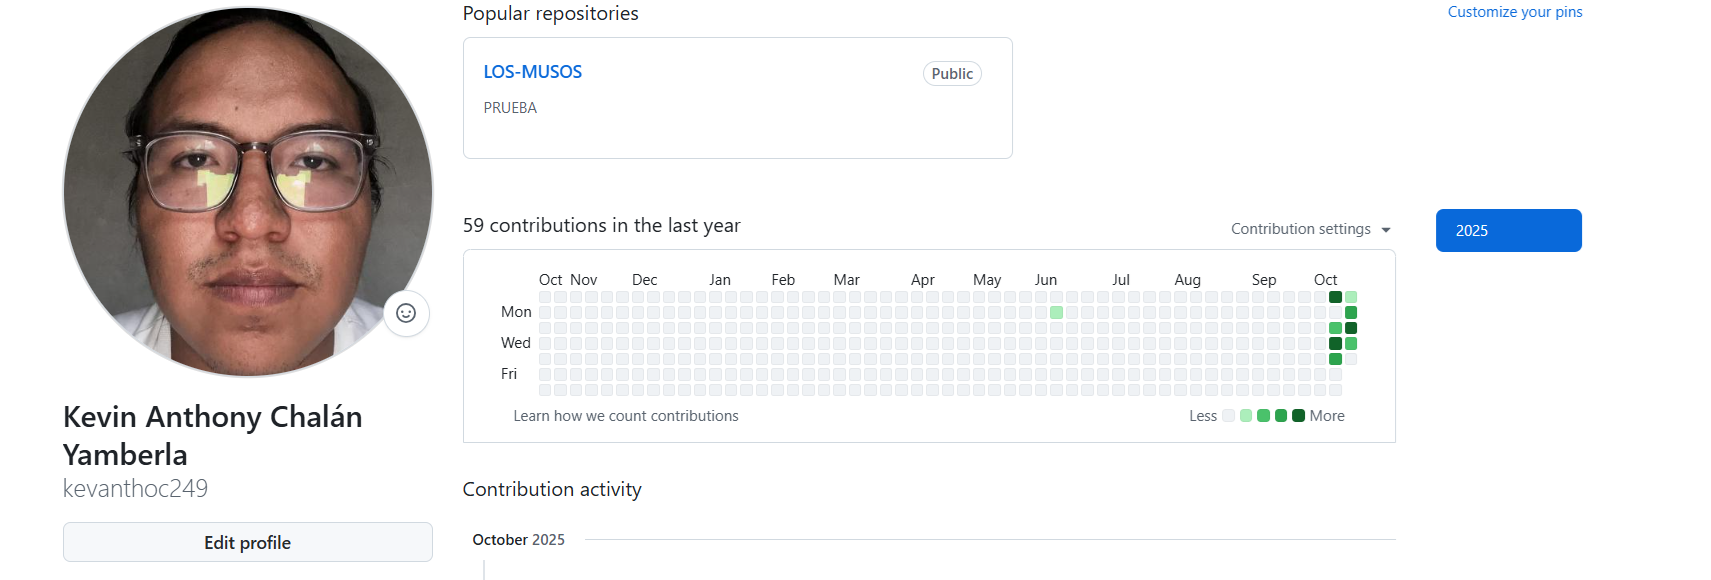 Popular repositories
Customize your pins
LOS-MUSOS
Public
PRUEBA
59 contributions in the last year
Contribution settings
2025
Oct Nov Dec Jan Feb Mar Apr May Jun Jul Aug Sep Oct
Mon
Wed
Fri
Learn how we count contributions
Less
More
Kevin Anthony Chalán
Yamberla
kevanthoc249
Edit profile
Contribution activity
October 2025